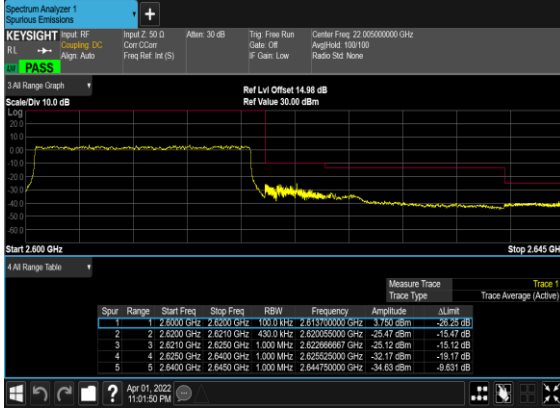 Spectrum Analyzer 1
Spurious Emissions
+
KEYSIGHT Input: RF Input Z: 50 Ω Atten: 30 dB Trig: Free Run Center Freq: 22.005000000 GHz
RL Coupling: DC Corr CCorr Gate: Off Avg|Hold: 100/100
Align: Auto Freq Ref: Int (S) IF Gain: Low Radio Std: None
PASS
3 All Range Graph Ref Lvl Offset 14.98 dB
Scale/Div 10.0 dB Ref Value 30.00 dBm
Log
20.0
10.0
0.00
-10.0
-20.0
-30.0
-40.0
-50.0
-60.0
Start 2.600 GHz Stop 2.645 GH
4 All Range Table
Measure Trace Trace 1
Trace Type Trace Average (Active)
Spur Range Start Freq Stop Freq RBW Frequency Amplitude ΔLimit
1 1 2.6000 GHz 2.6200 GHz 100.0 kHz 2.613700000 GHz 3.750 dBm -26.25 dB
2 2 2.6200 GHz 2.6210 GHz 430.0 kHz 2.620055000 GHz -25.47 dBm -15.47 dB
3 3 2.6210 GHz 2.6250 GHz 1.000 MHz 2.622666667 GHz -25.12 dBm -15.12 dB
4 4 2.6250 GHz 2.6400 GHz 1.000 MHz 2.625525000 GHz -32.17 dBm -19.17 dB
5 5 2.6400 GHz 2.6450 GHz 1.000 MHz 2.644750000 GHz -34.63 dBm -9.631 dB
? Apr 01, 2022
11:01:50 PM